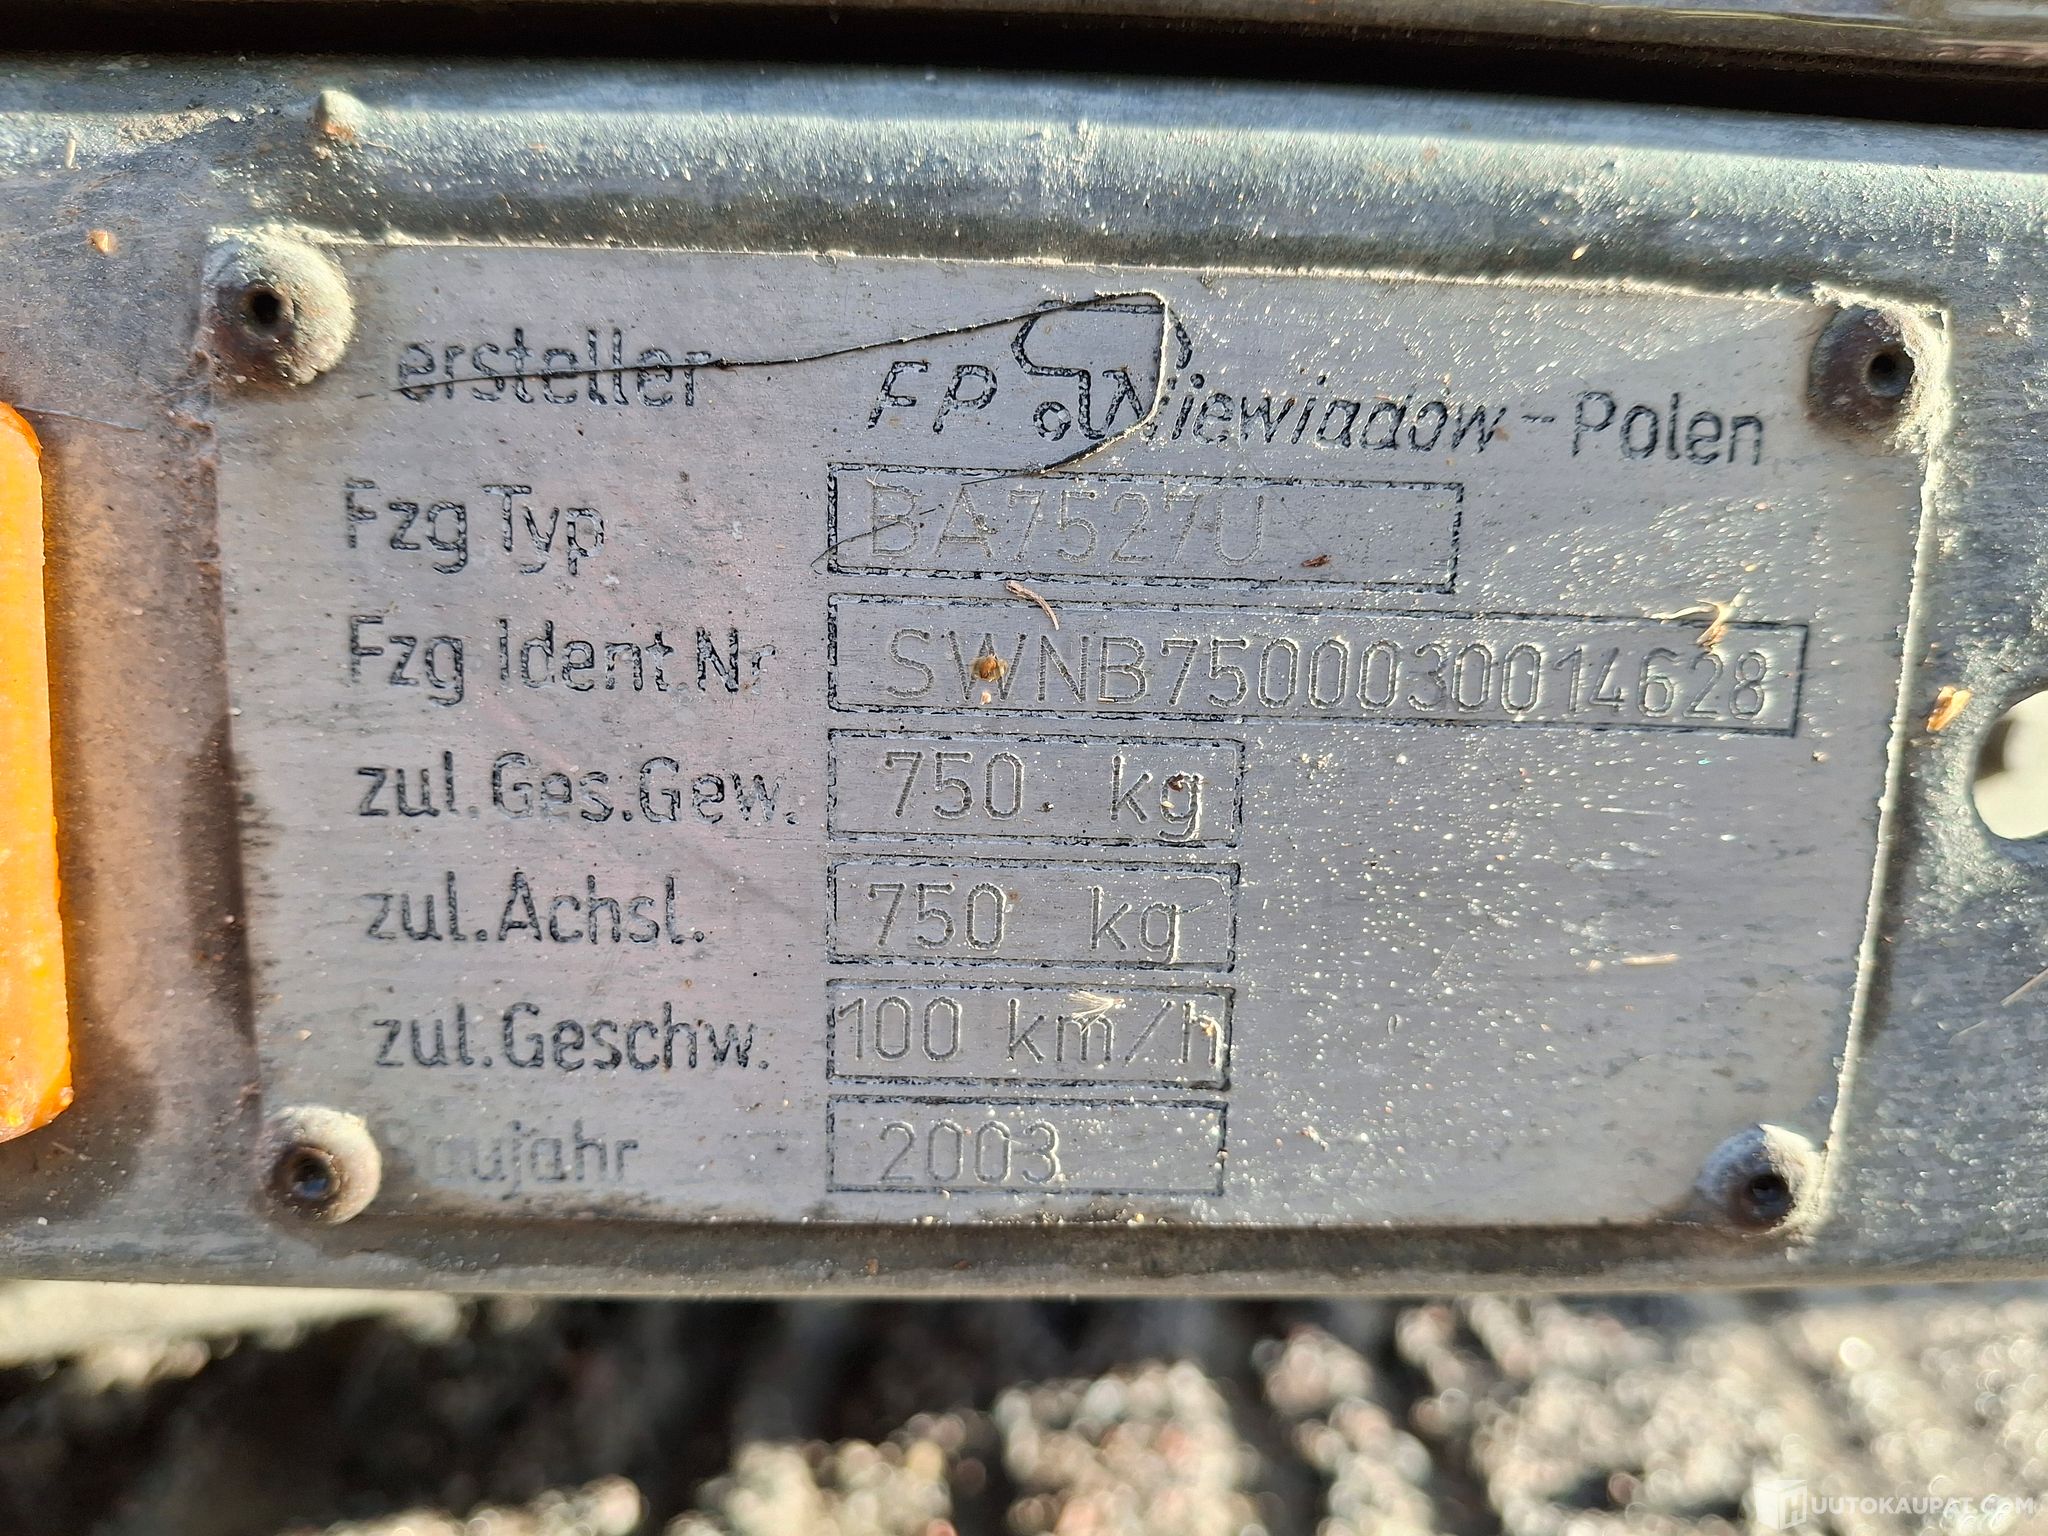 ersteller FP Niewiadów - Polen
Fzg Typ BA7527U
Fzg Ident.Nr SWNB7500030014628
zul.Ges.Gew. 750 kg
zul.Achsl. 750 kg
zul.Geschw. 100 km/h
Baujahr 2003
HUUTOKAUPAT.COM